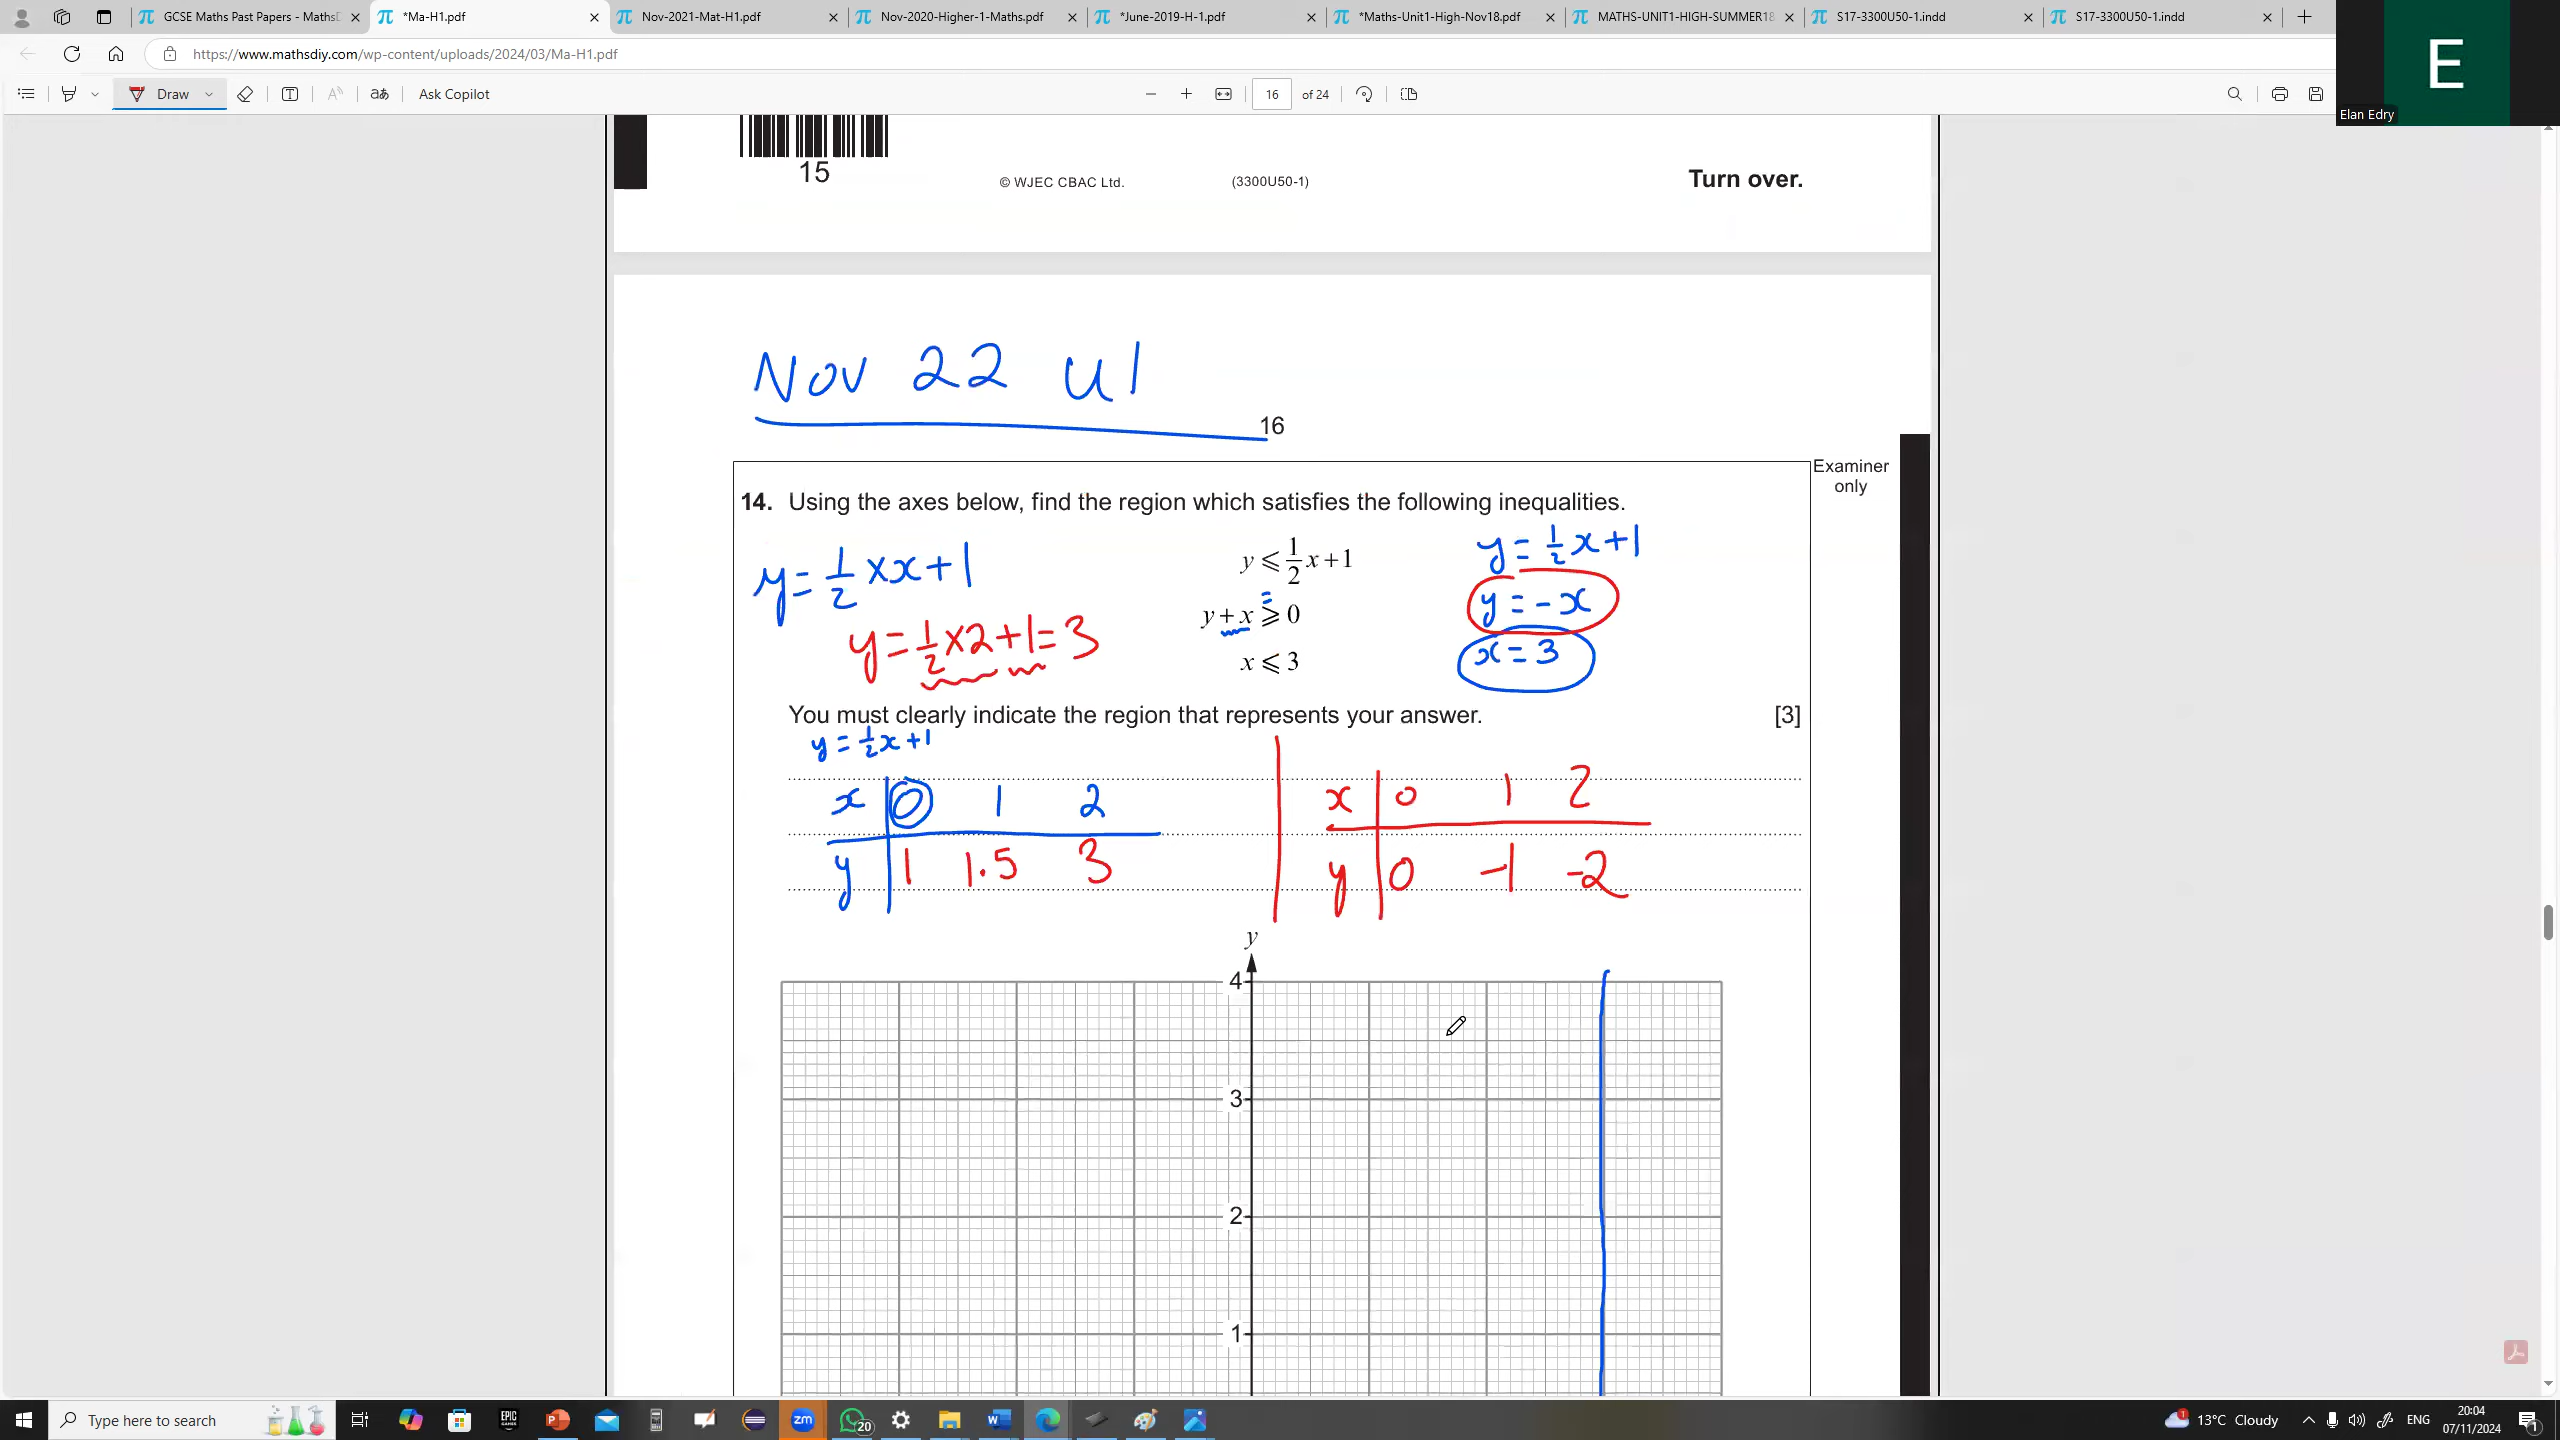 GCSE Maths Past Papers - MathsD
*Ma-H1.pdf
Nov-2021-Mat-H1.pdf
Nov-2020-Higher-1-Maths.pdf
*June-2019-H-1.pdf
*Maths-Unit1-High-Nov18.pdf
MATHS-UNIT1-HIGH-SUMMER18
S17-3300U50-1.indd
S17-3300U50-1.indd
https://www.mathsdiy.com/wp-content/uploads/2024/03/Ma-H1.pdf
E
Elan Edry
Draw
aあ
Ask Copilot
16 of 24
15
© WJEC CBAC Ltd.
(3300U50-1)
Turn over.
Nov 22 U1
16
Examiner only
14. Using the axes below, find the region which satisfies the following inequalities.
y = 1/2 × x + 1
y ⩽ 1/2 x + 1
y = 1/2 x + 1
y + x ⩾ 0
=
y = -x
y = 1/2 × 2 + 1 = 3
x ⩽ 3
x = 3
You must clearly indicate the region that represents your answer. [3]
y = 1/2 x + 1
x 0 1 2
x 0 1 2
y 1 1.5 3
y 0 -1 -2
y
4
3
2
1
Type here to search
20
13°C Cloudy
ENG
20:04
07/11/2024
1